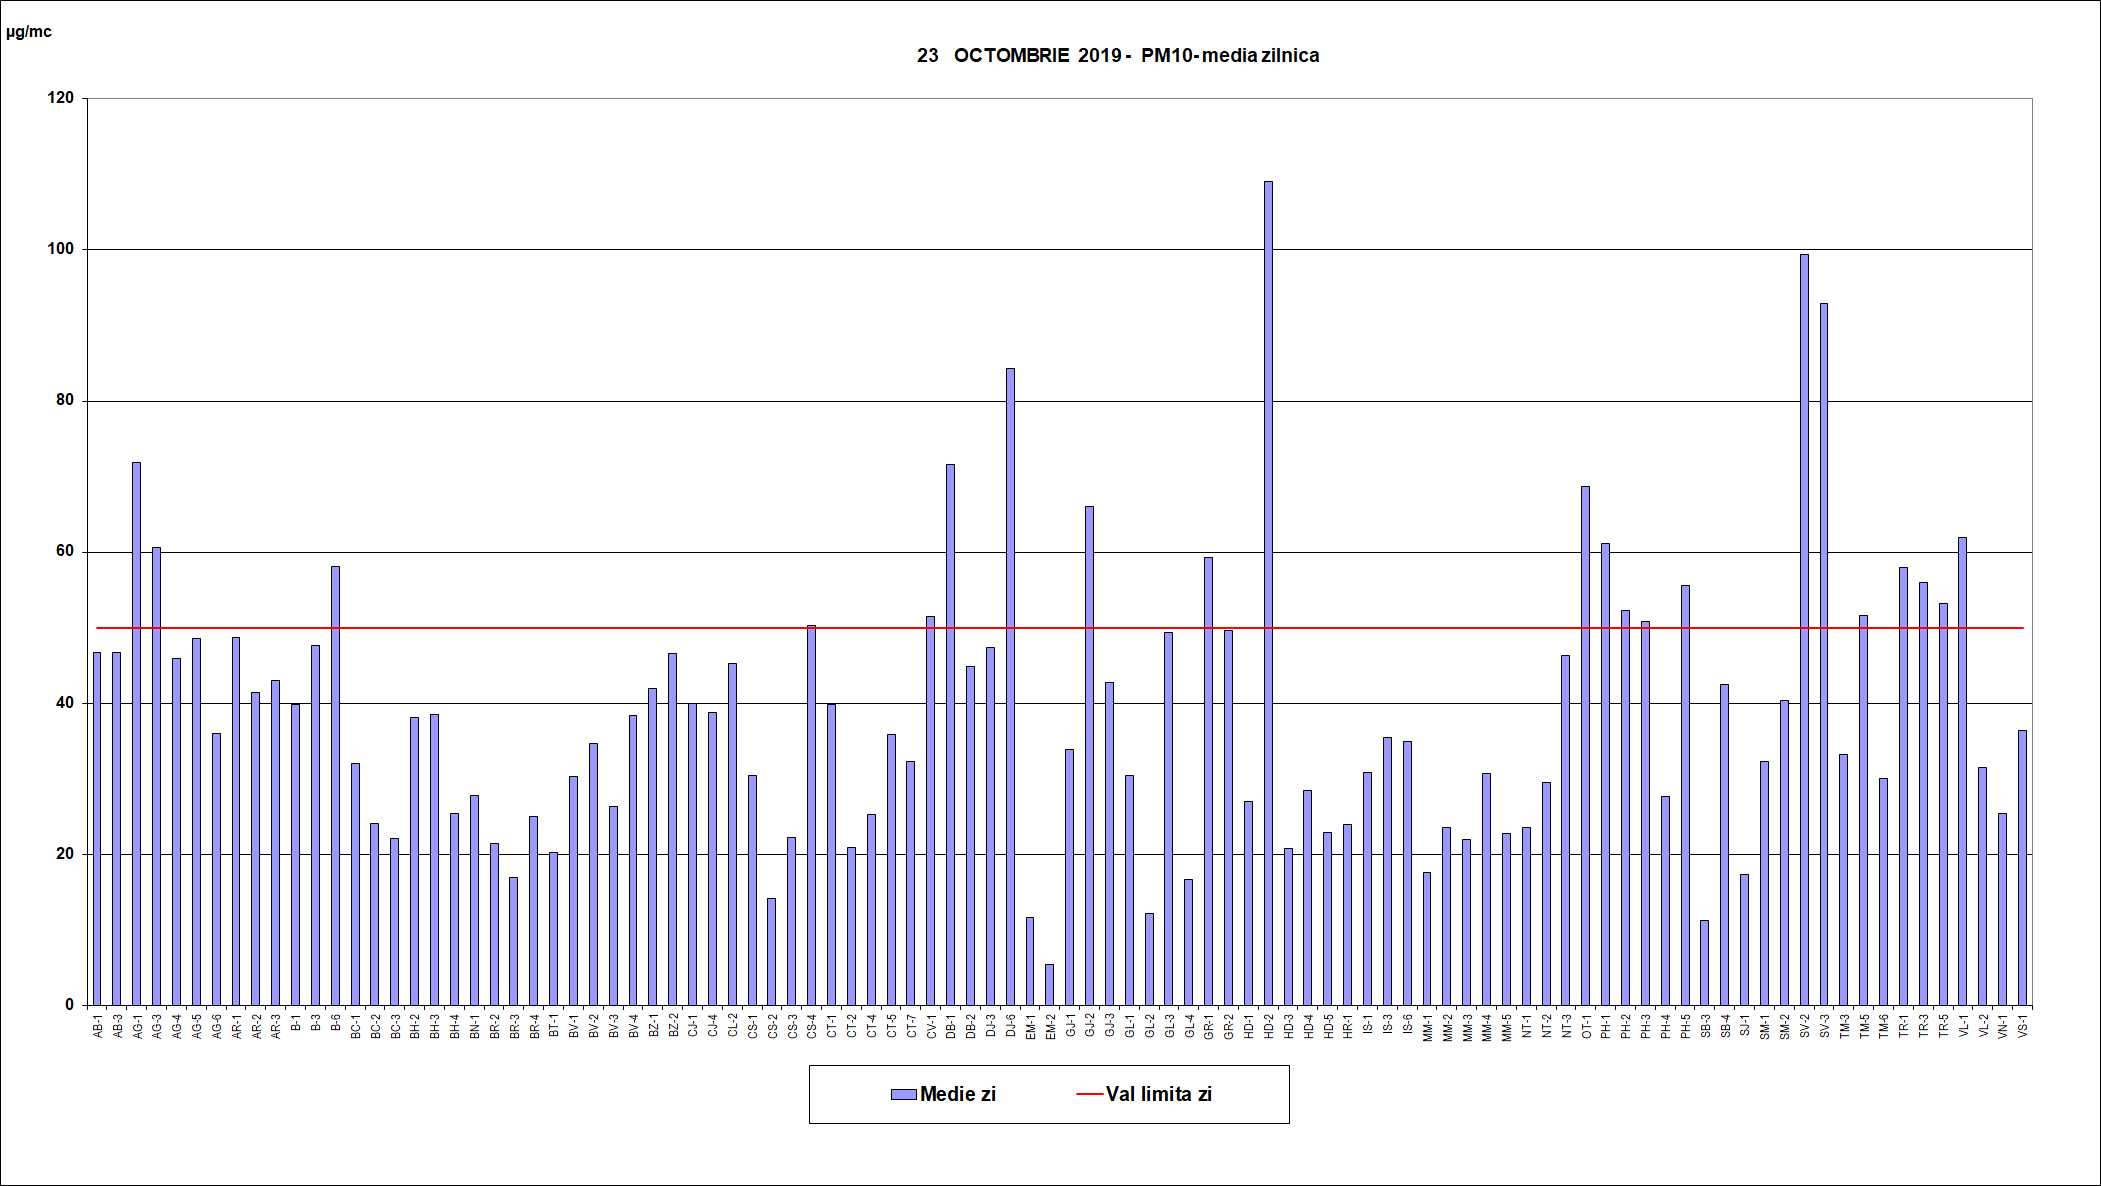 µg/mc
23 OCTOMBRIE 2019 - PM10- media zilnica
120
100
80
60
40
20
0
AB-1
AB-3
AG-1
AG-3
AG-4
AG-5
AG-6
AR-1
AR-2
AR-3
B-1
B-3
B-6
BC-1
BC-2
BC-3
BH-2
BH-3
BH-4
BN-1
BR-2
BR-3
BR-4
BT-1
BV-1
BV-2
BV-3
BV-4
BZ-1
BZ-2
CJ-1
CJ-4
CL-2
CS-1
CS-2
CS-3
CS-4
CT-1
CT-2
CT-4
CT-5
CT-7
CV-1
DB-1
DB-2
DJ-3
DJ-6
EM-1
EM-2
GJ-1
GJ-2
GJ-3
GL-1
GL-2
GL-3
GL-4
GR-1
GR-2
HD-1
HD-2
HD-3
HD-4
HD-5
HR-1
IS-1
IS-3
IS-6
MM-1
MM-2
MM-3
MM-4
MM-5
NT-1
NT-2
NT-3
OT-1
PH-1
PH-2
PH-3
PH-4
PH-5
SB-3
SB-4
SJ-1
SM-1
SM-2
SV-2
SV-3
TM-3
TM-5
TM-6
TR-1
TR-3
TR-5
VL-1
VL-2
VN-1
VS-1
Medie zi
Val limita zi